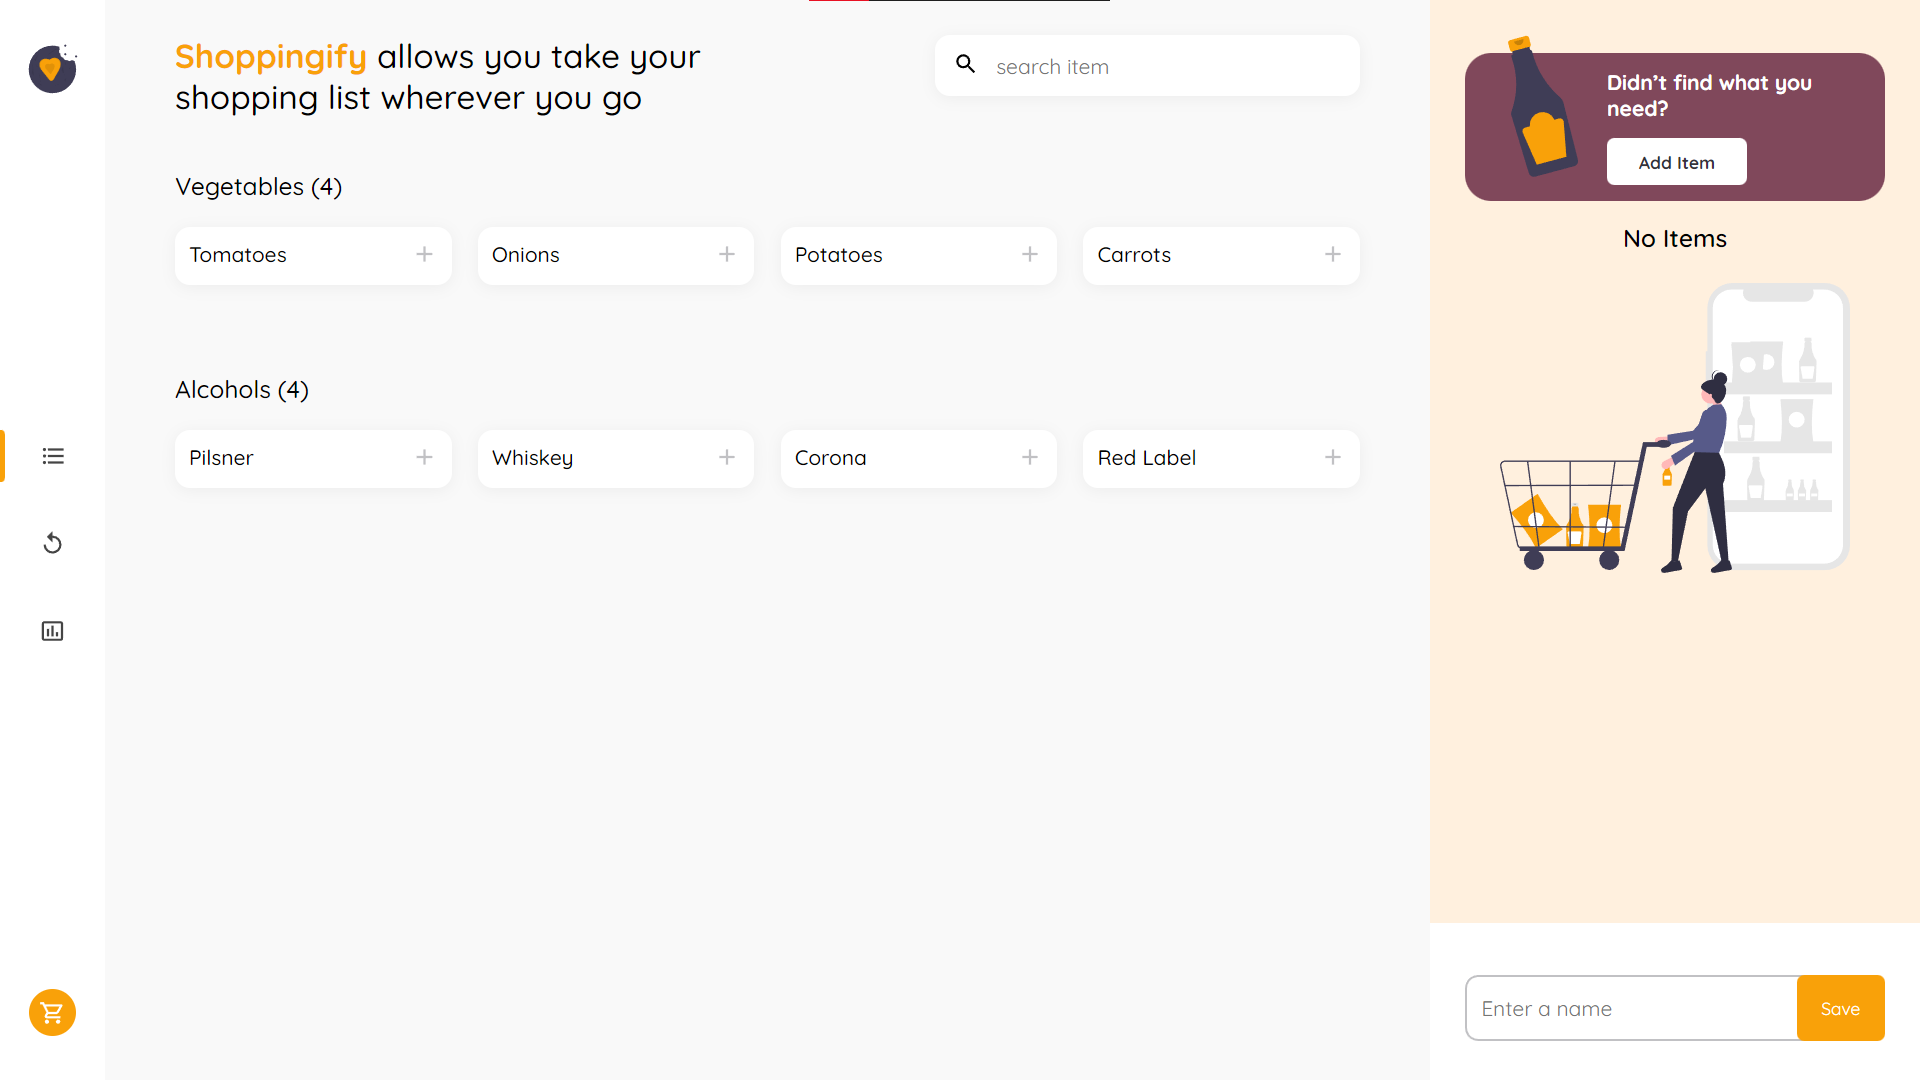 Shoppingify allows you take your
shopping list wherever you go
search item
Vegetables (4)
Tomatoes
Onions
Potatoes
Carrots
Alcohols (4)
Pilsner
Whiskey
Corona
Red Label
Didn’t find what you
need?
Add Item
No Items
Enter a name
Save